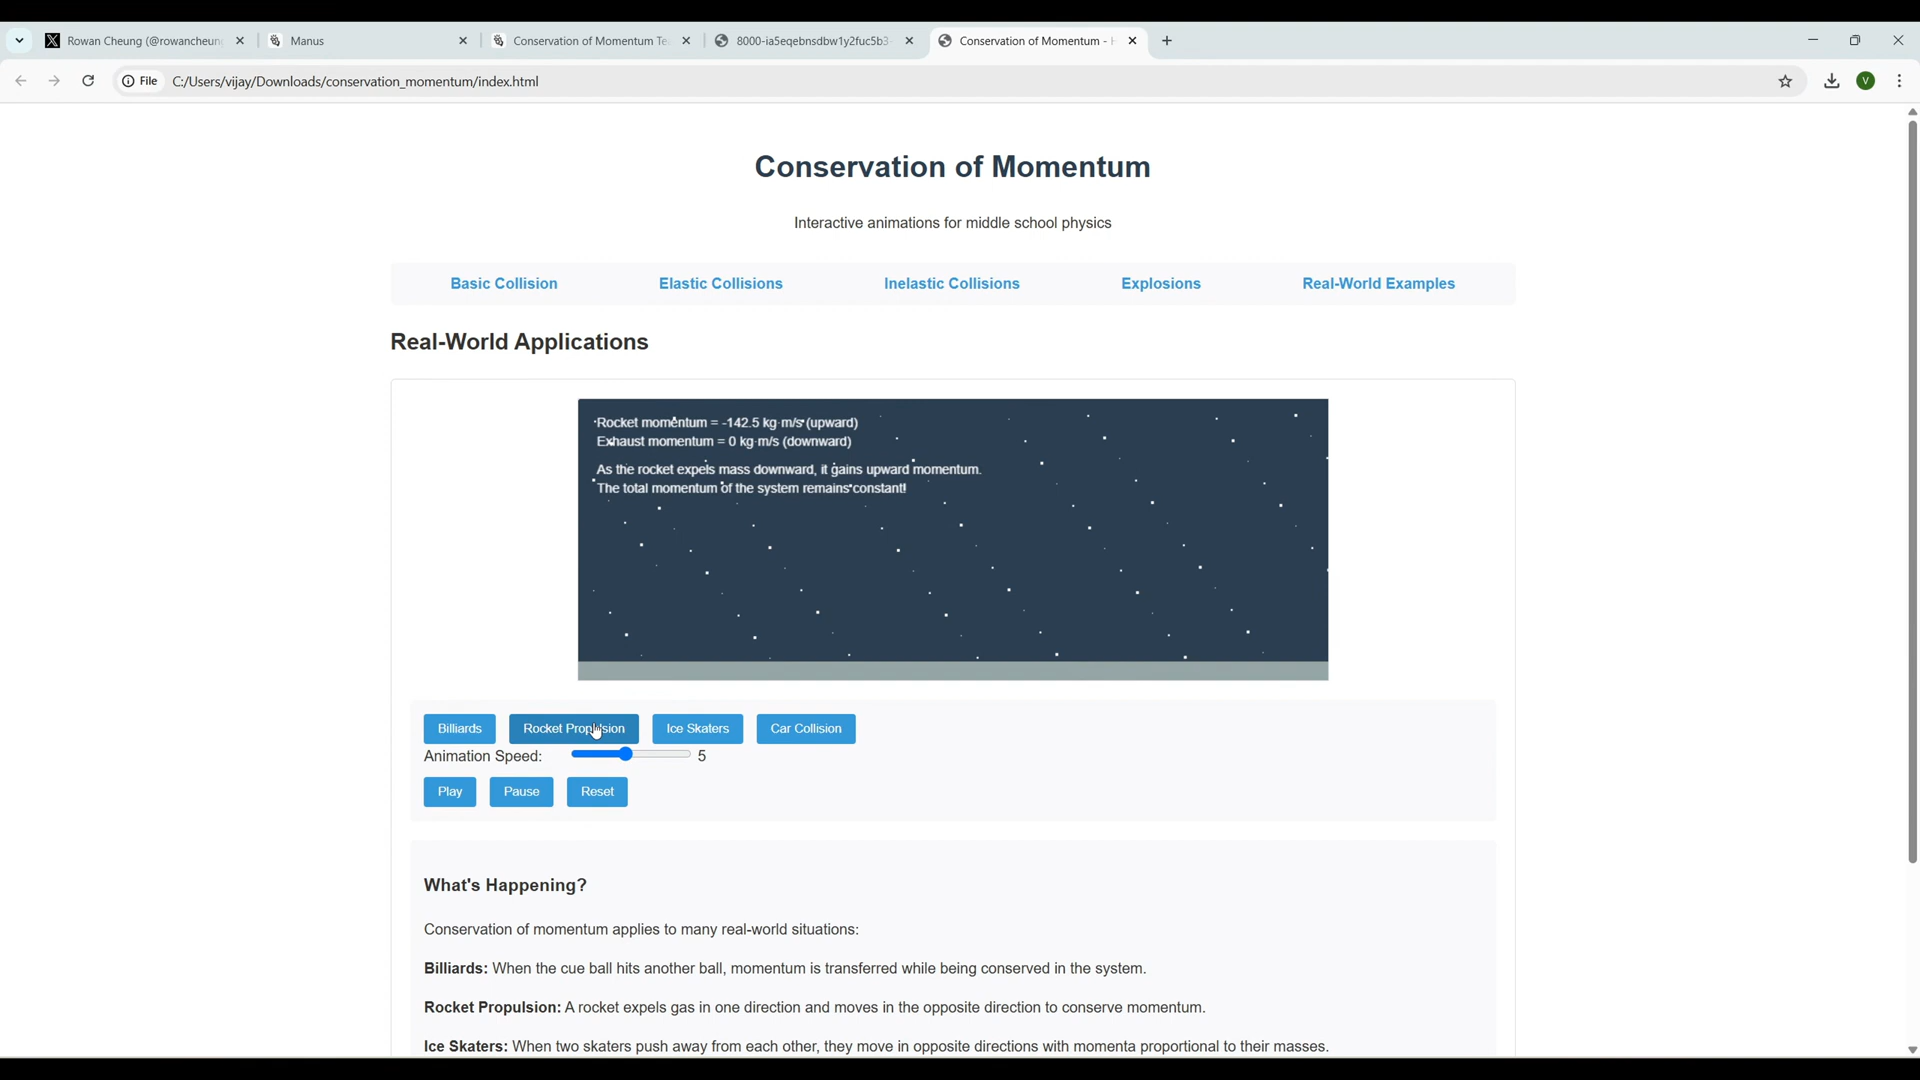 Rowan Cheung (@rowancheun
Manus
Conservation of Momentum Te
8000-ia5eqebnsdbw1y2fuc5b3-
Conservation of Momentum - H
File
C:/Users/vijay/Downloads/conservation_momentum/index.html
V
Conservation of Momentum
Interactive animations for middle school physics
Basic Collision
Elastic Collisions
Inelastic Collisions
Explosions
Real-World Examples
Real-World Applications
Rocket momentum = -142.5 kg·m/s (upward)
Exhaust momentum = 0 kg·m/s (downward)
As the rocket expels mass downward, it gains upward momentum.
The total momentum of the system remains constant!
Billiards
Rocket Propulsion
Ice Skaters
Car Collision
Animation Speed:
5
Play
Pause
Reset
What's Happening?
Conservation of momentum applies to many real-world situations:
Billiards: When the cue ball hits another ball, momentum is transferred while being conserved in the system.
Rocket Propulsion: A rocket expels gas in one direction and moves in the opposite direction to conserve momentum.
Ice Skaters: When two skaters push away from each other, they move in opposite directions with momenta proportional to their masses.